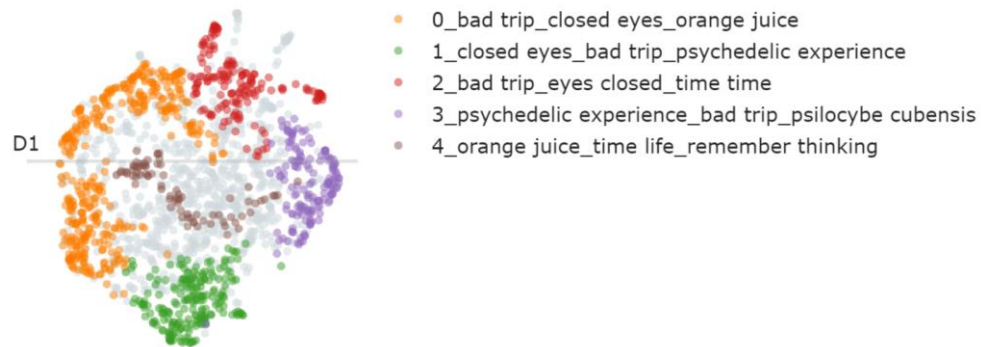 D1
0_bad trip_closed eyes_orange juice
1_closed eyes_bad trip_psychedelic experience
2_bad trip_eyes closed_time time
3_psychedelic experience_bad trip_psilocybe cubensis
4_orange juice_time life_remember thinking